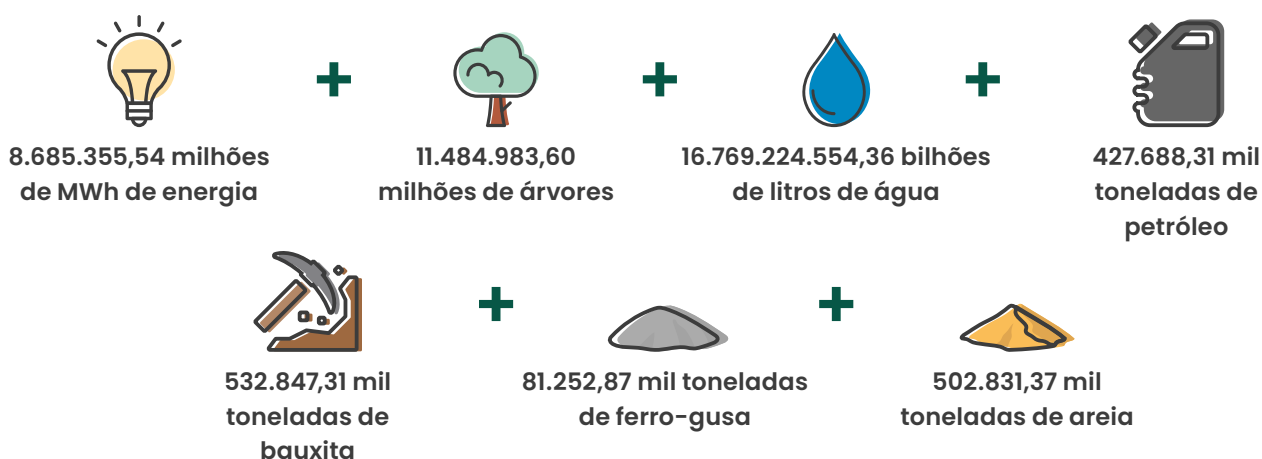 8.685.355,54 milhões
de MWh de energia
11.484.983,60
milhões de árvores
16.769.224.554,36 bilhões
de litros de água
427.688,31 mil
toneladas de
petróleo
532.847,31 mil
toneladas de
bauxita
81.252,87 mil toneladas
de ferro-gusa
502.831,37 mil
toneladas de areia